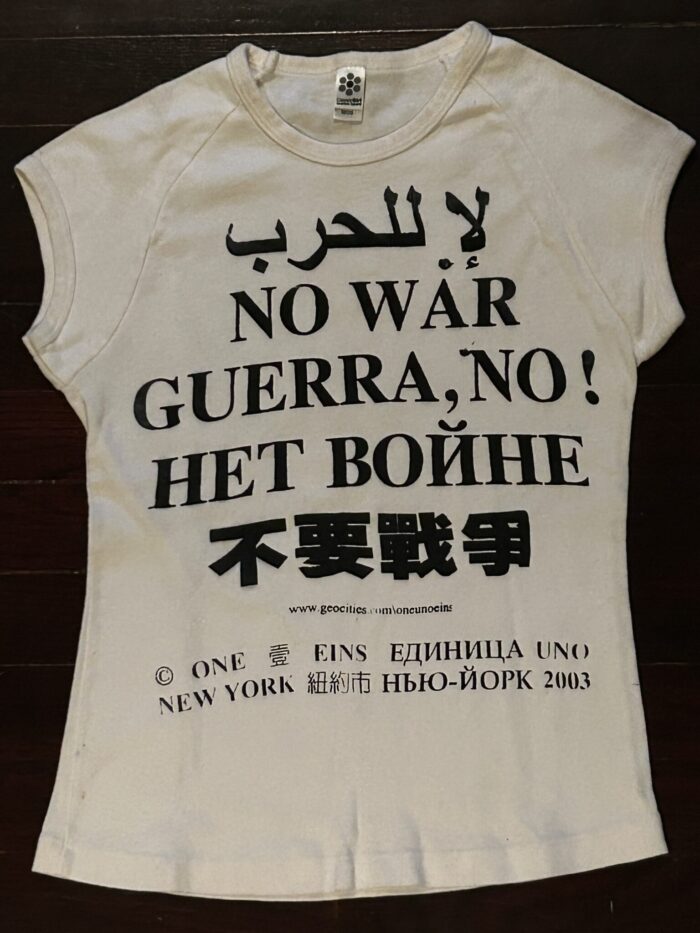 لا للحرب
NO WAR
GUERRA, NO!
НЕТ ВОЙНЕ
不要戰爭
www.geocities.com\oneunoeins
© ONE 壹 EINS ЕДИНИЦА UNO
NEW YORK 紐約市 НЬЮ-ЙОРК 2003